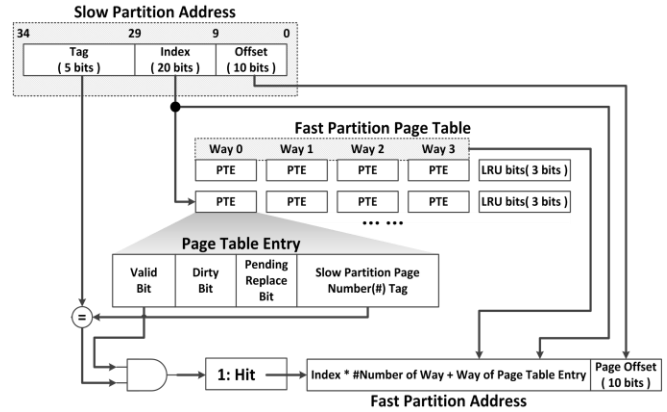 Slow Partition Address
34 29 9 0
Tag Index Offset
( 5 bits ) ( 20 bits ) ( 10 bits )
Fast Partition Page Table
Way 0 Way 1 Way 2 Way 3
PTE PTE PTE PTE LRU bits( 3 bits )
PTE PTE PTE PTE LRU bits( 3 bits )
... ...
Page Table Entry
Valid Bit
Dirty Bit
Pending Replace Bit
Slow Partition Page Number(#) Tag
=
1: Hit
Index * #Number of Way + Way of Page Table Entry
Page Offset
( 10 bits )
Fast Partition Address